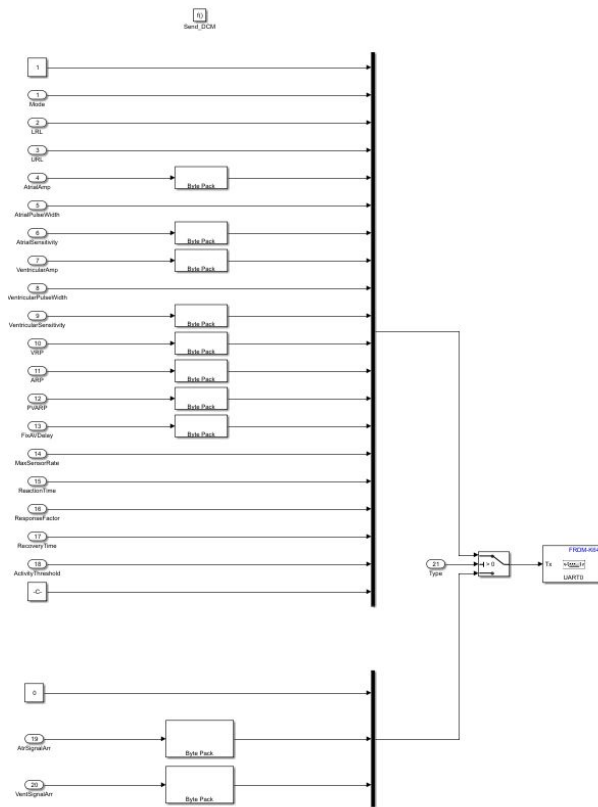 f()
Send_DCM
1
1
Mode
2
LRL
3
URL
4
AtrialAmp
Byte Pack
5
AtrialPulseWidth
6
AtrialSensitivity
Byte Pack
7
VentricularAmp
Byte Pack
8
VentricularPulseWidth
9
VentricularSensitivity
Byte Pack
10
VRP
Byte Pack
11
ARP
Byte Pack
12
PVARP
Byte Pack
13
FixAVDelay
Byte Pack
14
MaxSensorRate
15
ReactionTime
16
ResponseFactor
17
RecoveryTime
18
ActivityThreshold
-C-
21
Type
> 0
FRDM-K64
Tx
UART0
0
19
AtrSignalArr
Byte Pack
20
VentSignalArr
Byte Pack